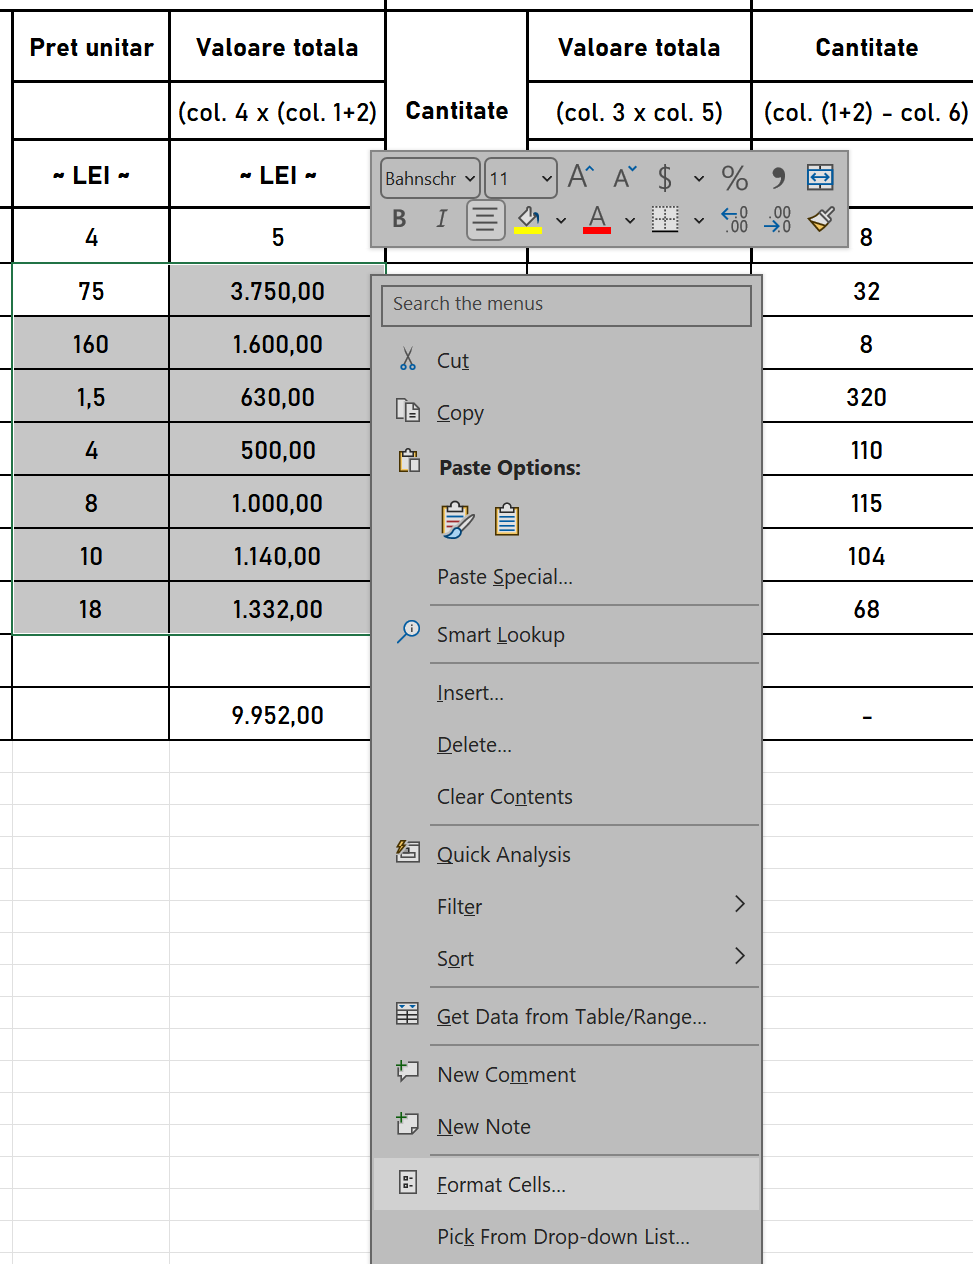 Pret unitar Valoare totala Valoare totala Cantitate
(col. 4 x (col. 1+2) Cantitate (col. 3 x col. 5) (col. (1+2) - col. 6)
~ LEI ~ ~ LEI ~
Bahnschr 11 A A $ % 9
B I A .00 .00
4 5 8
75 3.750,00 32
160 1.600,00 8
1,5 630,00 320
4 500,00 110
8 1.000,00 115
10 1.140,00 104
18 1.332,00 68
9.952,00 -
Search the menus
Cut
Copy
Paste Options:
Paste Special...
Smart Lookup
Insert...
Delete...
Clear Contents
Quick Analysis
Filter
Sort
Get Data from Table/Range...
New Comment
New Note
Format Cells...
Pick From Drop-down List...